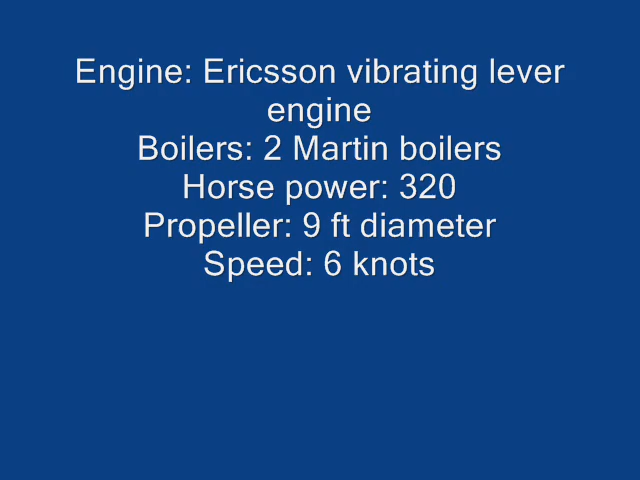 Engine: Ericsson vibrating lever
engine
Boilers: 2 Martin boilers
Horse power: 320
Propeller: 9 ft diameter
Speed: 6 knots